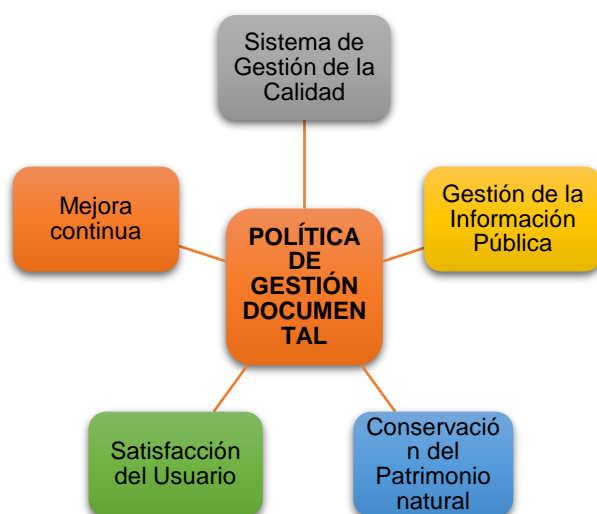 Sistema de
Gestión de la
Calidad
Mejora
continua
Gestión de la
Información
Pública
POLÍTICA
DE
GESTIÓN
DOCUMEN
TAL
Satisfacción
del Usuario
Conservació
n del
Patrimonio
natural